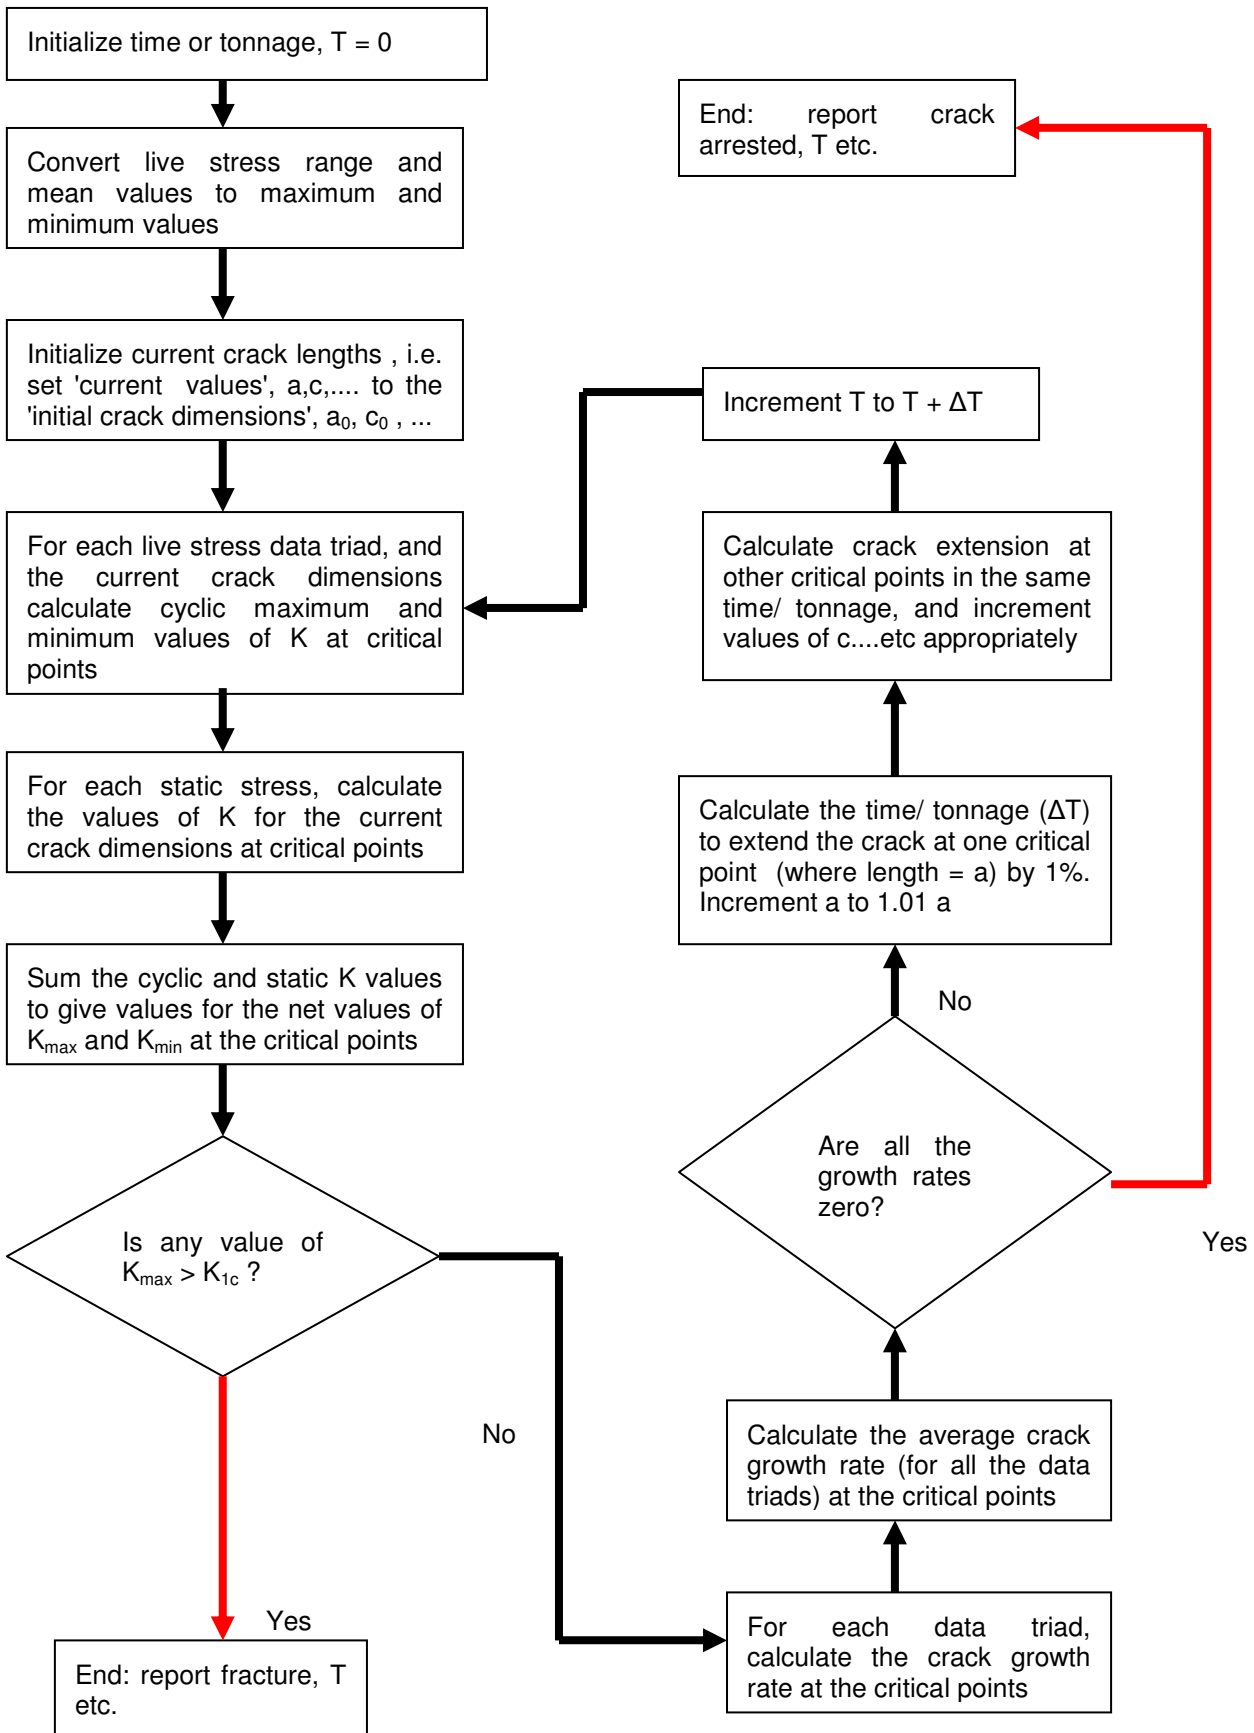 Initialize time or tonnage, T = 0
Convert live stress range and
mean values to maximum and
minimum values
Initialize current crack lengths , i.e.
set 'current values', a,c,.... to the
'initial crack dimensions', a₀, c₀ , ...
For each live stress data triad, and
the current crack dimensions
calculate cyclic maximum and
minimum values of K at critical
points
For each static stress, calculate
the values of K for the current
crack dimensions at critical points
Sum the cyclic and static K values
to give values for the net values of
Kmax and Kmin at the critical points
Is any value of
Kmax > K1c ?
Yes
End: report fracture, T
etc.
No
For each data triad,
calculate the crack growth
rate at the critical points
Calculate the average crack
growth rate (for all the data
triads) at the critical points
Are all the
growth rates
zero?
Yes
No
Calculate the time/ tonnage (ΔT)
to extend the crack at one critical
point (where length = a) by 1%.
Increment a to 1.01 a
Calculate crack extension at
other critical points in the same
time/ tonnage, and increment
values of c....etc appropriately
Increment T to T + ΔT
End: report crack
arrested, T etc.